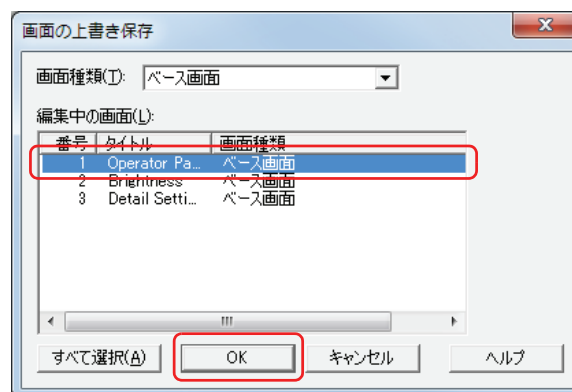 画面の上書き保存
画面種類(T): ベース画面
編集中の画面(L):
番号 タイトル 画面種類
1 Operator Pa... ベース画面
2 Brightness ベース画面
3 Detail Setti... ベース画面
すべて選択(A) OK キャンセル ヘルプ